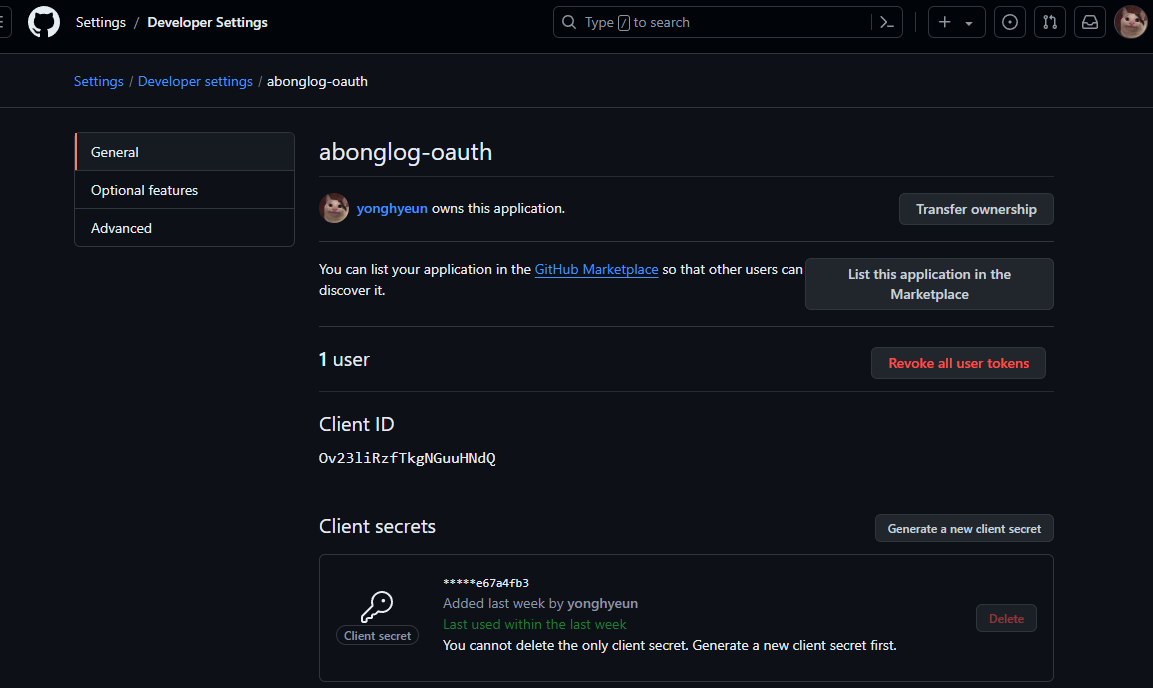 Settings / Developer Settings
Type / to search
Settings / Developer settings / abonglog-oauth
General
Optional features
Advanced
abonglog-oauth
yonghyeun owns this application.
Transfer ownership
You can list your application in the GitHub Marketplace so that other users can
discover it.
List this application in the
Marketplace
1 user
Revoke all user tokens
Client ID
Ov23liRzfTkgNGuuHNdQ
Client secrets
Generate a new client secret
*****e67a4fb3
Added last week by yonghyeun
Last used within the last week
You cannot delete the only client secret. Generate a new client secret first.
Client secret
Delete